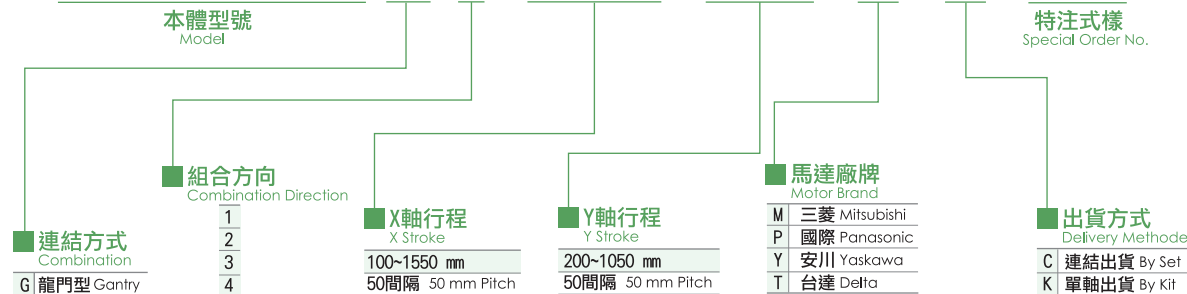 本體型號
Model
特注式樣
Special Order No.
組合方向
Combination Direction
1
2
3
4
馬達廠牌
Motor Brand
M 三菱 Mitsubishi
P 國際 Panasonic
Y 安川 Yaskawa
T 台達 Delta
X軸行程
X Stroke
100~1550 mm
50間隔 50 mm Pitch
Y軸行程
Y Stroke
200~1050 mm
50間隔 50 mm Pitch
出貨方式
Delivery Methode
C 連結出貨 By Set
K 單軸出貨 By Kit
連結方式
Combination
G 龍門型 Gantry